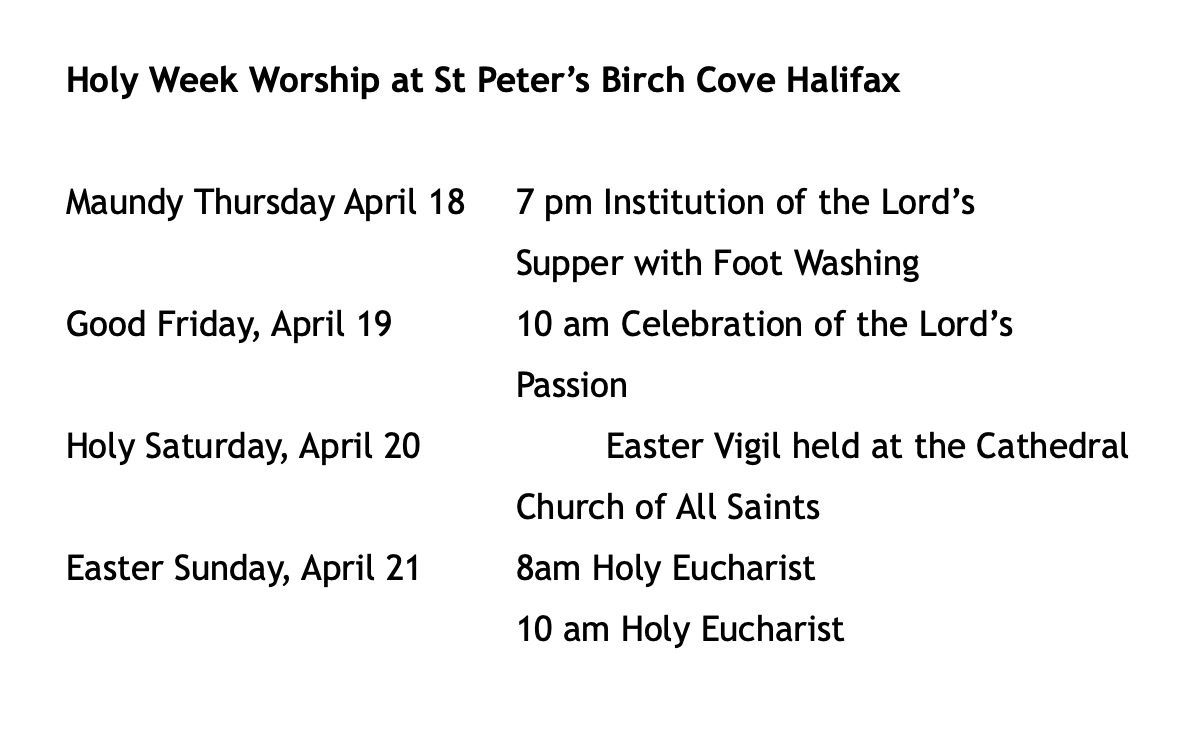 Holy Week Worship at St Peter’s Birch Cove Halifax
Maundy Thursday April 18 7 pm Institution of the Lord’s
Supper with Foot Washing
Good Friday, April 19 10 am Celebration of the Lord’s
Passion
Holy Saturday, April 20 Easter Vigil held at the Cathedral
Church of All Saints
Easter Sunday, April 21 8am Holy Eucharist
10 am Holy Eucharist